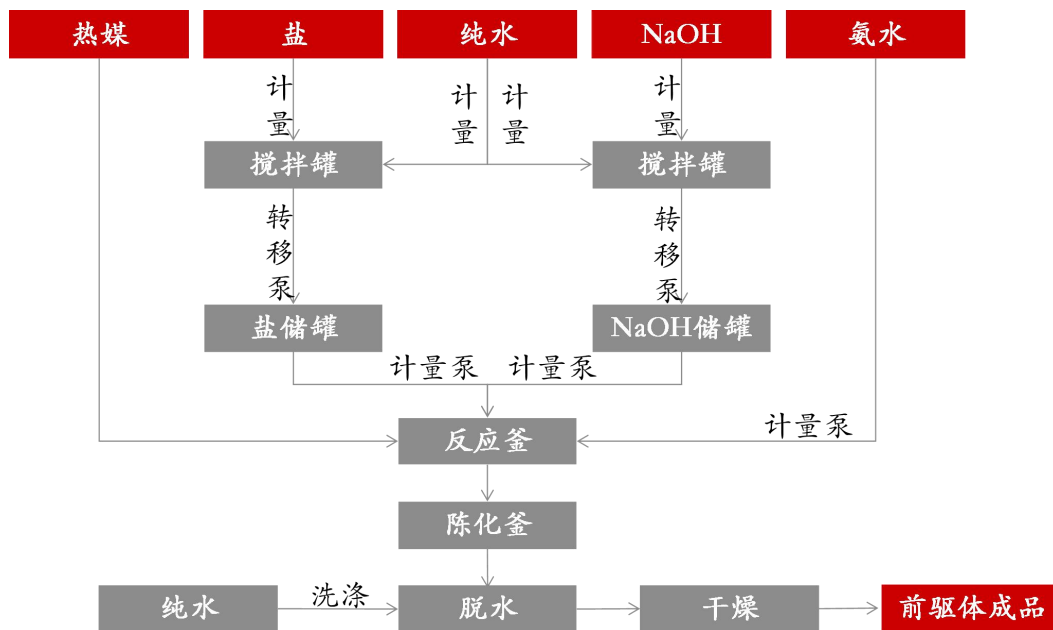 热媒
盐
纯水
NaOH
氨水
计量
计量
计量
计量
搅拌罐
搅拌罐
转移泵
转移泵
盐储罐
NaOH储罐
计量泵
计量泵
计量泵
反应釜
陈化釜
纯水
洗涤
脱水
干燥
前驱体成品